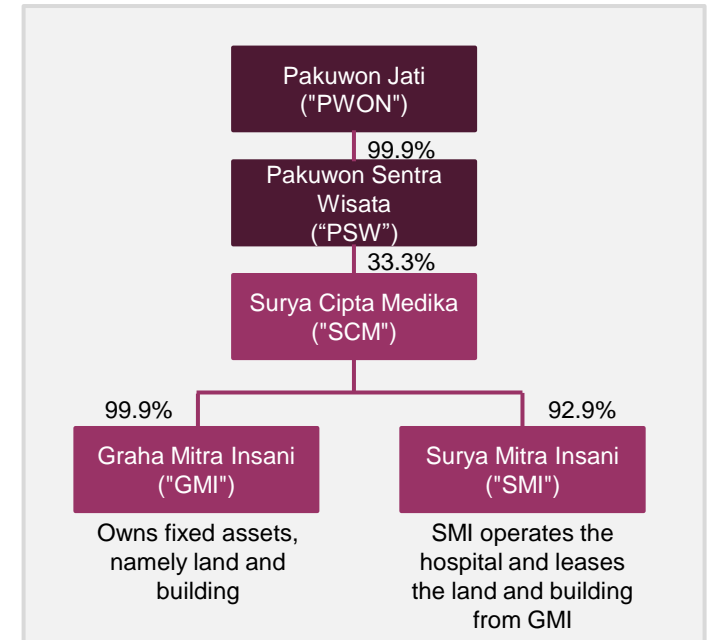 Pakuwon Jati
("PWON")
99.9%
Pakuwon Sentra
Wisata
(“PSW”)
33.3%
Surya Cipta Medika
("SCM")
99.9%
92.9%
Graha Mitra Insani
("GMI")
Surya Mitra Insani
("SMI")
Owns fixed assets,
namely land and
building
SMI operates the
hospital and leases
the land and building
from GMI